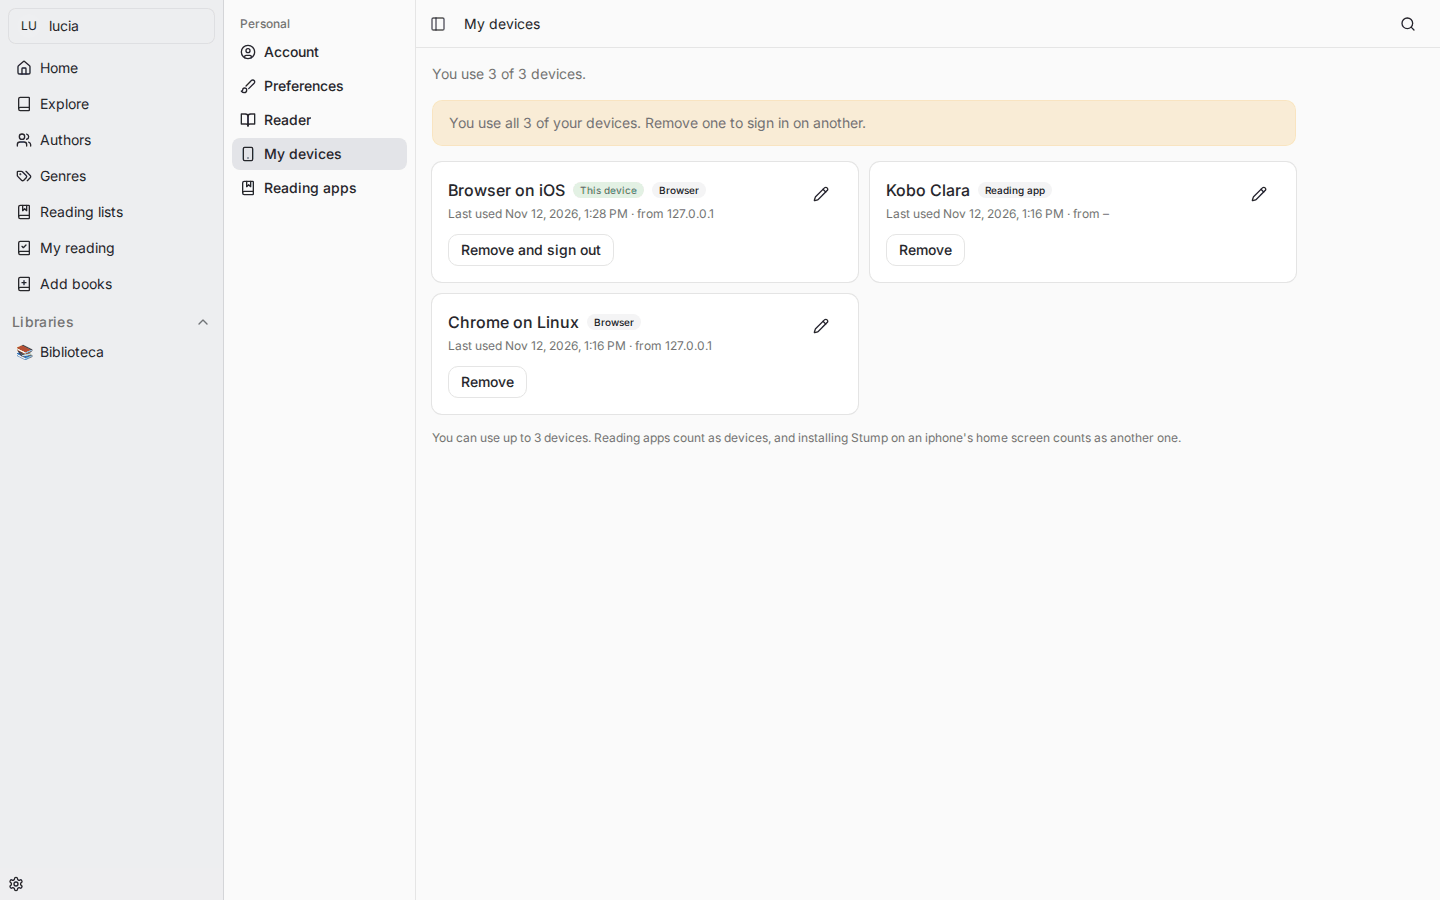 LU lucia
Home
Explore
Authors
Genres
Reading lists
My reading
Add books
Libraries
Biblioteca
Personal
Account
Preferences
Reader
My devices
Reading apps
My devices
You use 3 of 3 devices.
You use all 3 of your devices. Remove one to sign in on another.
Browser on iOS This device Browser
Last used Nov 12, 2026, 1:28 PM · from 127.0.0.1
Remove and sign out
Kobo Clara Reading app
Last used Nov 12, 2026, 1:16 PM · from –
Remove
Chrome on Linux Browser
Last used Nov 12, 2026, 1:16 PM · from 127.0.0.1
Remove
You can use up to 3 devices. Reading apps count as devices, and installing Stump on an iphone's home screen counts as another one.